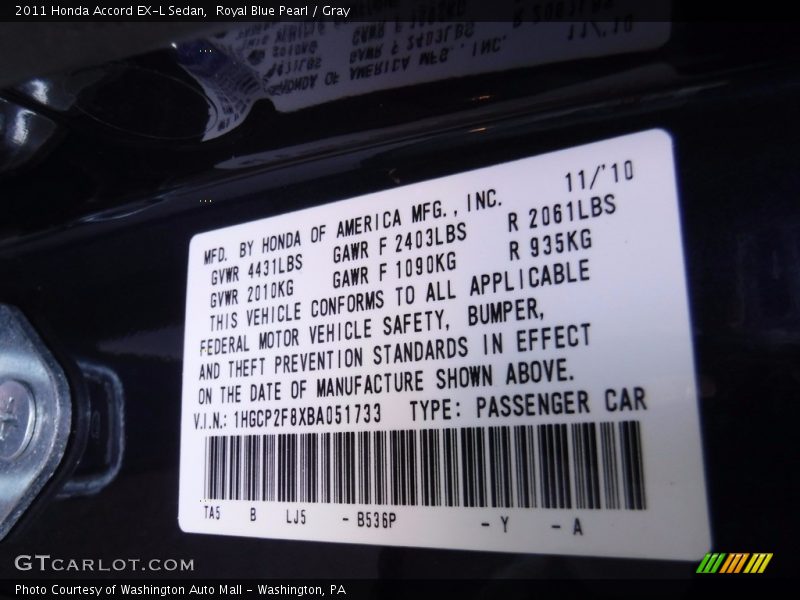 2011 Honda Accord EX-L Sedan, Royal Blue Pearl / Gray
MFD. BY HONDA OF AMERICA MFG., INC. 11/'10
GVWR 4431LBS GAWR F 2403LBS R 2061LBS
GVWR 2010KG GAWR F 1090KG R 935KG
THIS VEHICLE CONFORMS TO ALL APPLICABLE
FEDERAL MOTOR VEHICLE SAFETY, BUMPER,
AND THEFT PREVENTION STANDARDS IN EFFECT
ON THE DATE OF MANUFACTURE SHOWN ABOVE.
V.I.N.: 1HGCP2F8XBA051733 TYPE: PASSENGER CAR
TA5 B LJ5 - B536P - Y - A
GTCARLOT.COM
Photo Courtesy of Washington Auto Mall - Washington, PA